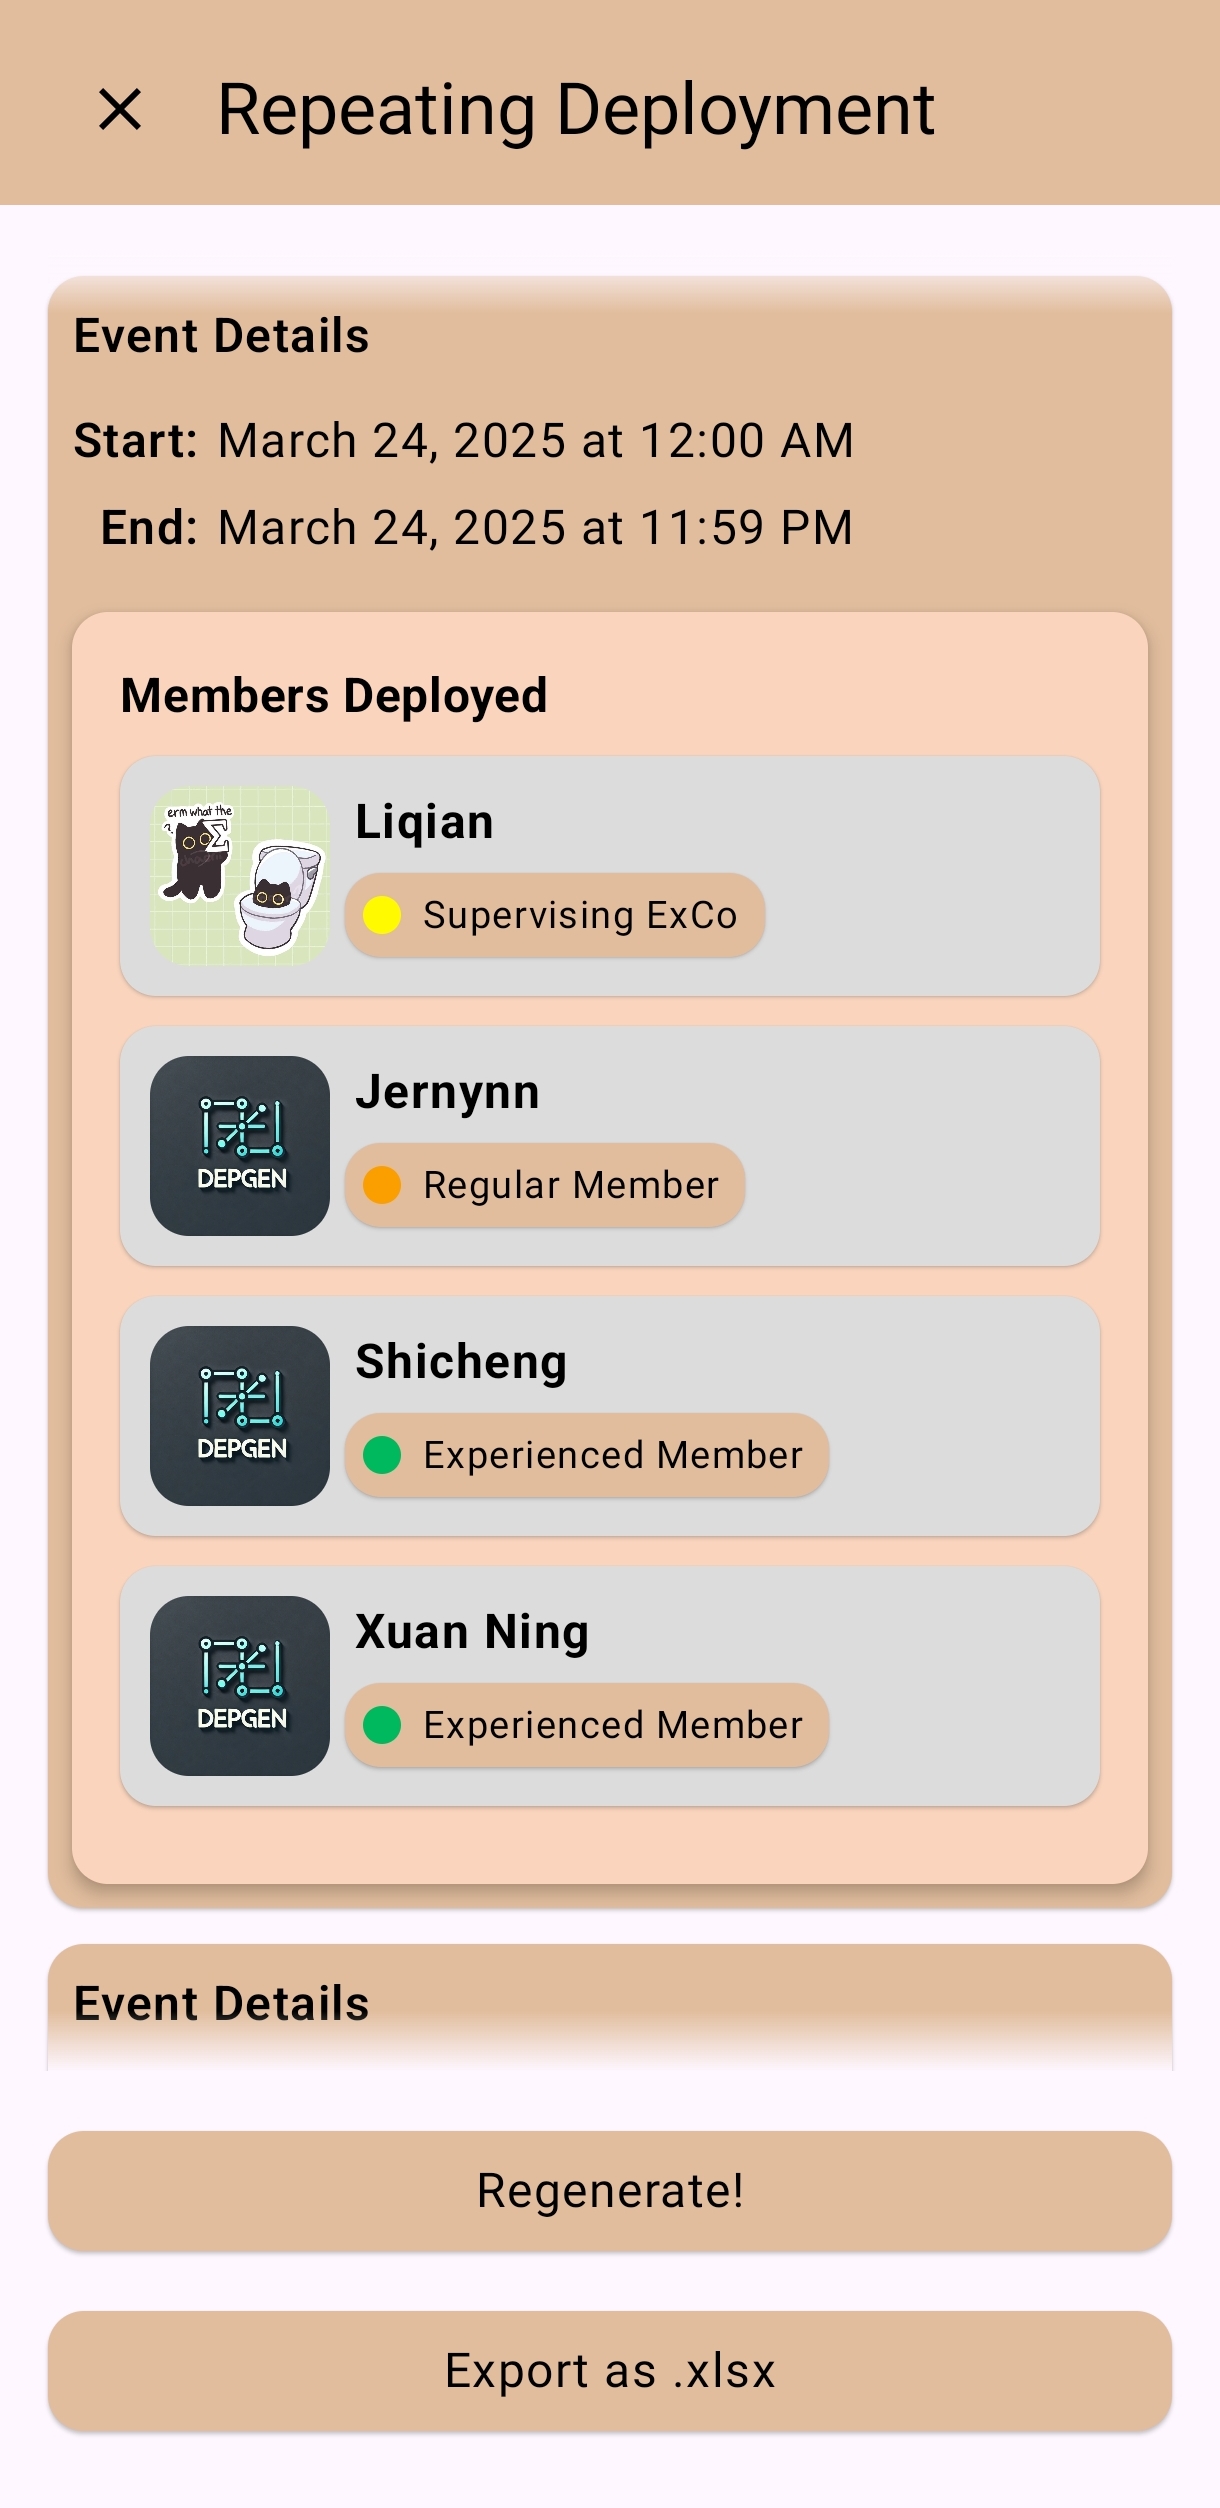 Repeating Deployment
Event Details
Start: March 24, 2025 at 12:00 AM
End: March 24, 2025 at 11:59 PM
Members Deployed
erm what the
Liqian
Supervising ExCo
DEPGEN
Jernynn
Regular Member
DEPGEN
Shicheng
Experienced Member
DEPGEN
Xuan Ning
Experienced Member
Event Details
Regenerate!
Export as .xlsx